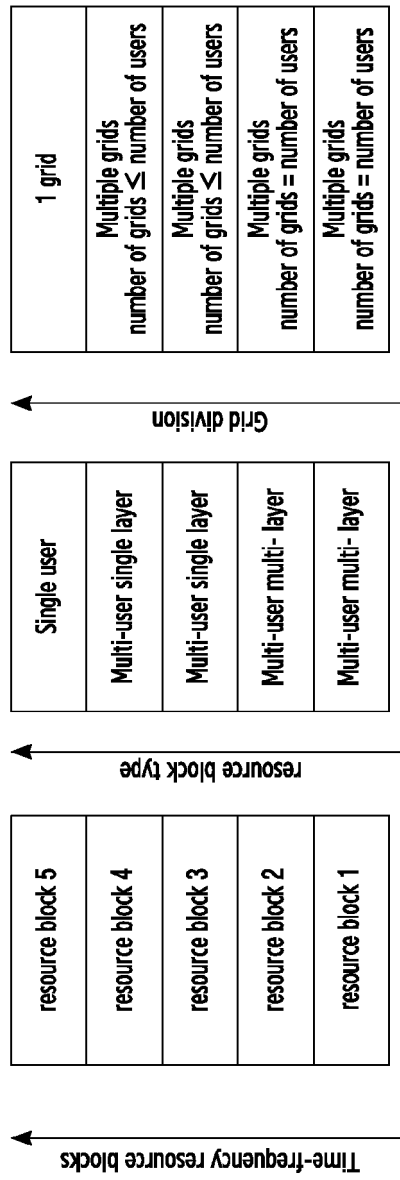 Time-frequency resource blocks
resource block 5
resource block 4
resource block 3
resource block 2
resource block 1
resource block type
Single user
Multi-user single layer
Multi-user single layer
Multi-user multi- layer
Multi-user multi- layer
Grid division
1 grid
Multiple grids
number of grids ≤ number of users
Multiple grids
number of grids ≤ number of users
Multiple grids
number of grids = number of users
Multiple grids
number of grids = number of users